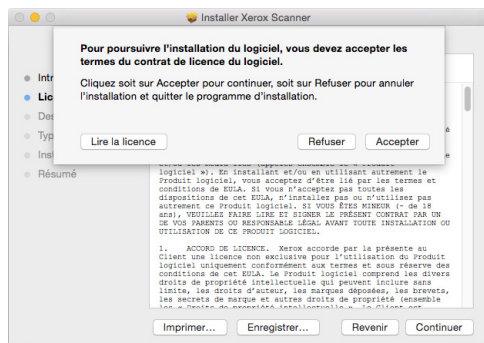 Installer Xerox Scanner
Pour poursuivre l'installation du logiciel, vous devez accepter les
termes du contrat de licence du logiciel.
Cliquez soit sur Accepter pour continuer, soit sur Refuser pour annuler
l'installation et quitter le programme d'installation.
Lire la licence
Refuser
Accepter
Intr
Lic
Des
Typ
Inst
Résumé
logiciel »). En installant et/ou en utilisant autrement le
Produit logiciel, vous acceptez d'être lié par les termes et
conditions de EULA. Si vous n'acceptez pas toutes les
dispositions de cet EULA, n'installez pas ou n'utilisez pas
autrement ce Produit logiciel. SI VOUS ÊTES MINEUR (- de 18
ans), VEUILLEZ FAIRE LIRE ET SIGNER LE PRÉSENT CONTRAT PAR UN
DE VOS PARENTS OU RESPONSABLE LÉGAL AVANT TOUTE INSTALLATION OU
UTILISATION DE CE PRODUIT LOGICIEL.
1. ACCORD DE LICENCE. Xerox accorde par la présente au
Client une licence non exclusive pour l'utilisation du Produit
logiciel uniquement conformément aux termes et sous réserve des
conditions de cet EULA. Le Produit logiciel comprend les divers
droits de propriété intellectuelle qui peuvent inclure sans
limite, les droits d'auteur, les marques déposées, les brevets,
les secrets de marque et autres droits de propriété (ensemble
Imprimer...
Enregistrer...
Revenir
Continuer